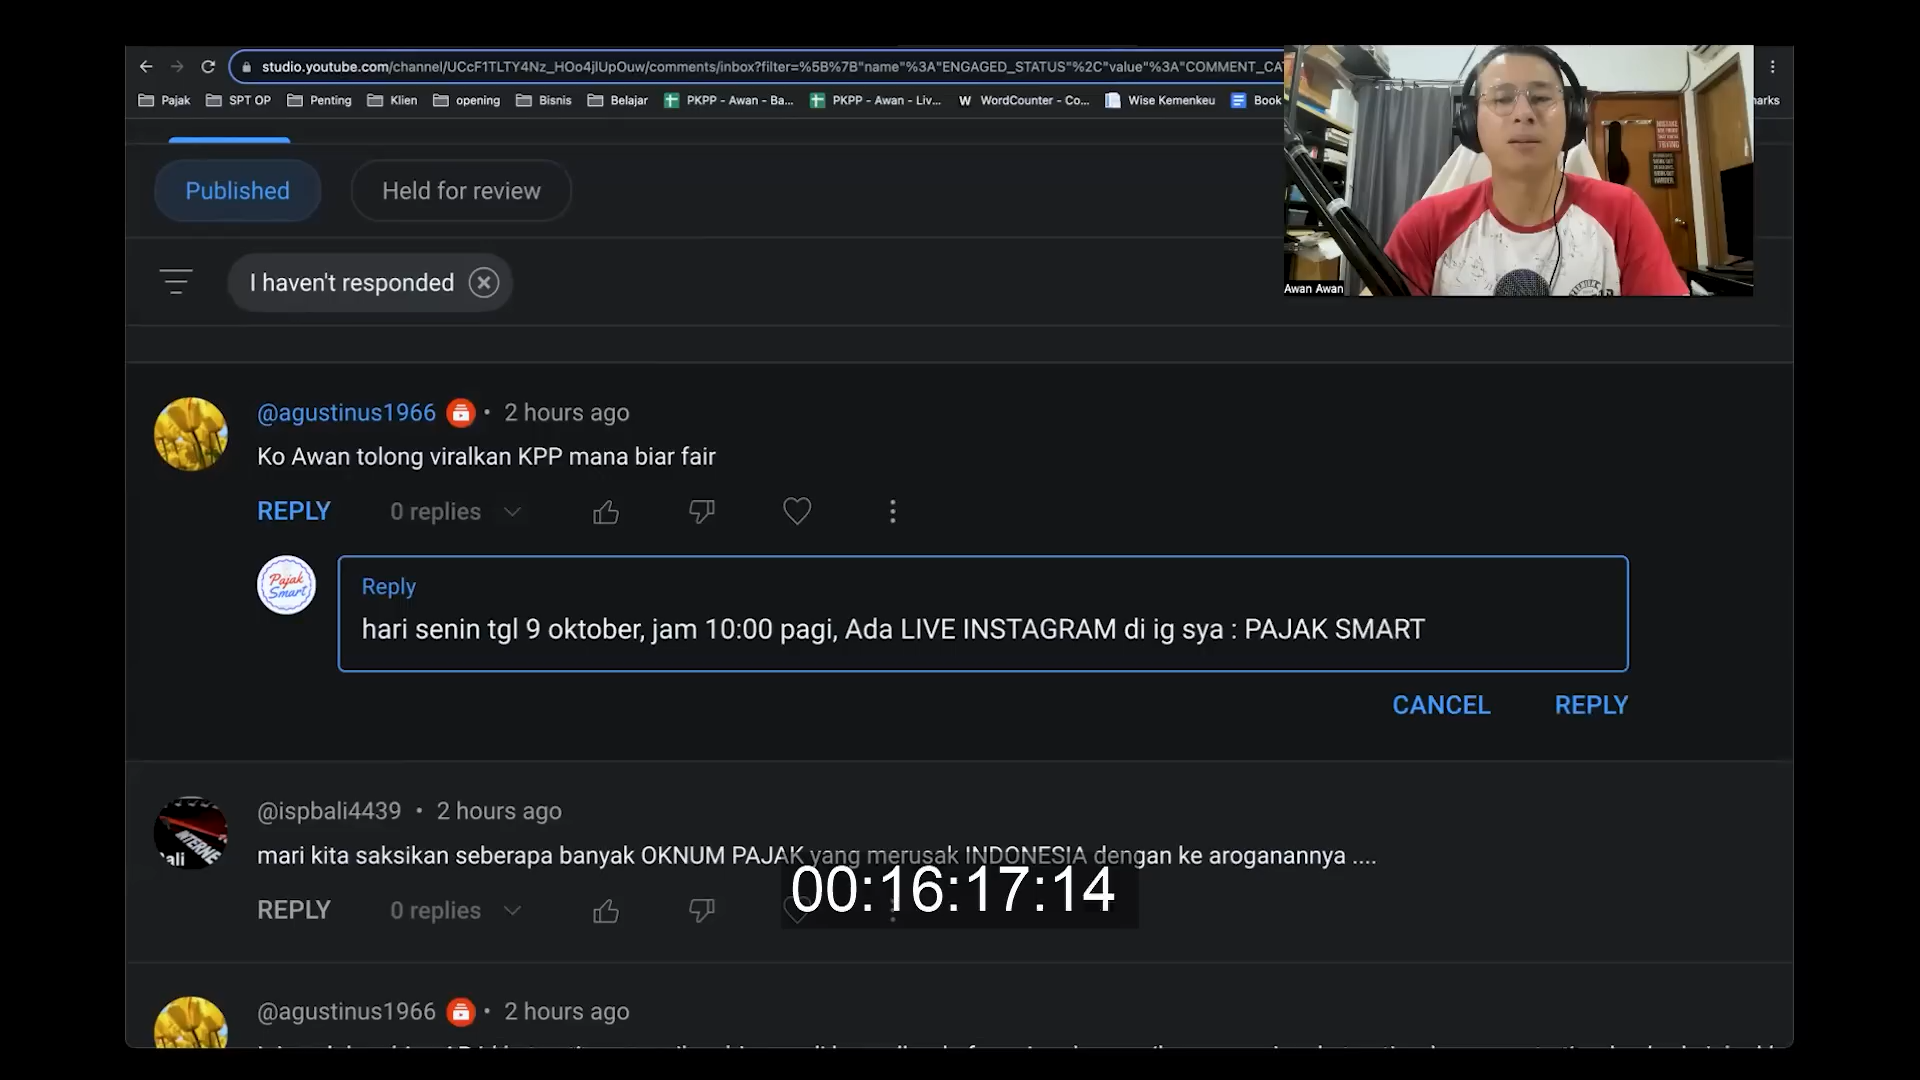 studio.youtube.com/channel/UCcF1TLTY4Nz_HOo4jlUpOuw/comments/inbox?filter=%5B%7B"name"%3A"ENGAGED_STATUS"%2C"value"%3A"COMMENT_CA
Pajak SPT OP Penting Klien opening Bisnis Belajar PKPP - Awan - Ba... PKPP - Awan - Liv... WordCounter - Co... Wise Kemenkeu Book
Awan Awan
Published Held for review
I haven't responded
@agustinus1966 • 2 hours ago
Ko Awan tolong viralkan KPP mana biar fair
REPLY 0 replies
Pajak
Smart
Reply
hari senin tgl 9 oktober, jam 10:00 pagi, Ada LIVE INSTAGRAM di ig sya : PAJAK SMART
CANCEL REPLY
@ispbali4439 • 2 hours ago
mari kita saksikan seberapa banyak OKNUM PAJAK yang merusak INDONESIA dengan ke aroganannya ....
00:16:17:14
REPLY 0 replies
@agustinus1966 • 2 hours ago